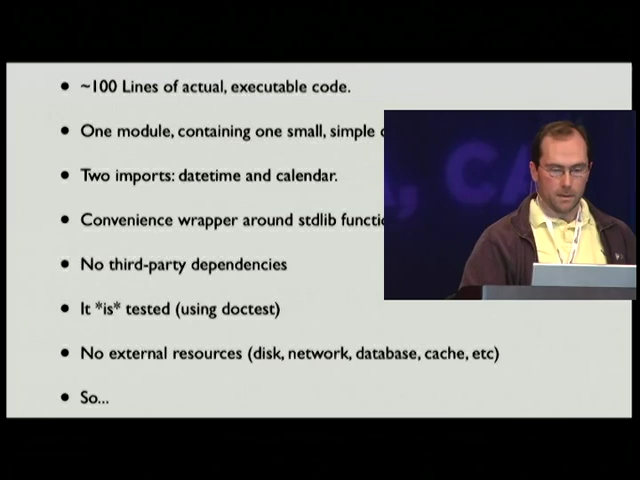 ~100 Lines of actual, executable code.
One module, containing one small, simple
Two imports: datetime and calendar.
Convenience wrapper around stdlib
No third-party dependencies
It *is* tested (using doctest)
No external resources (disk, network, database, cache, etc)
So...